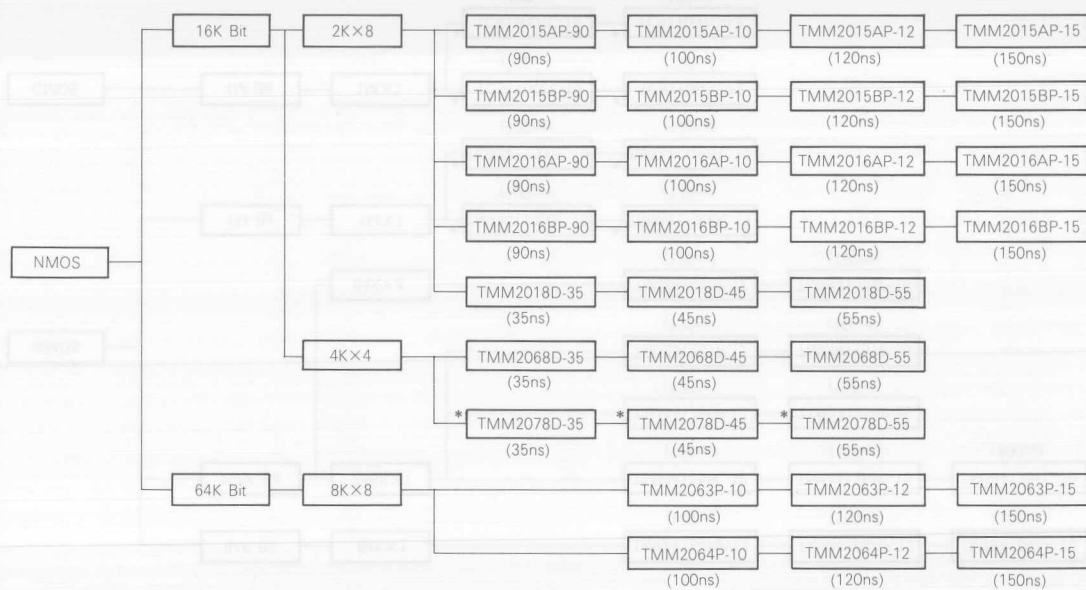 16K Bit 2K×8 TMM2015AP-90 TMM2015AP-10 TMM2015AP-12 TMM2015AP-15
(90ns) (100ns) (120ns) (150ns)
TMM2015BP-90 TMM2015BP-10 TMM2015BP-12 TMM2015BP-15
(90ns) (100ns) (120ns) (150ns)
TMM2016AP-90 TMM2016AP-10 TMM2016AP-12 TMM2016AP-15
(90ns) (100ns) (120ns) (150ns)
TMM2016BP-90 TMM2016BP-10 TMM2016BP-12 TMM2016BP-15
(90ns) (100ns) (120ns) (150ns)
NMOS
TMM2018D-35 TMM2018D-45 TMM2018D-55
(35ns) (45ns) (55ns)
4K×4 TMM2068D-35 TMM2068D-45 TMM2068D-55
(35ns) (45ns) (55ns)
* TMM2078D-35 * TMM2078D-45 * TMM2078D-55
(35ns) (45ns) (55ns)
64K Bit 8K×8 TMM2063P-10 TMM2063P-12 TMM2063P-15
(100ns) (120ns) (150ns)
TMM2064P-10 TMM2064P-12 TMM2064P-15
(100ns) (120ns) (150ns)